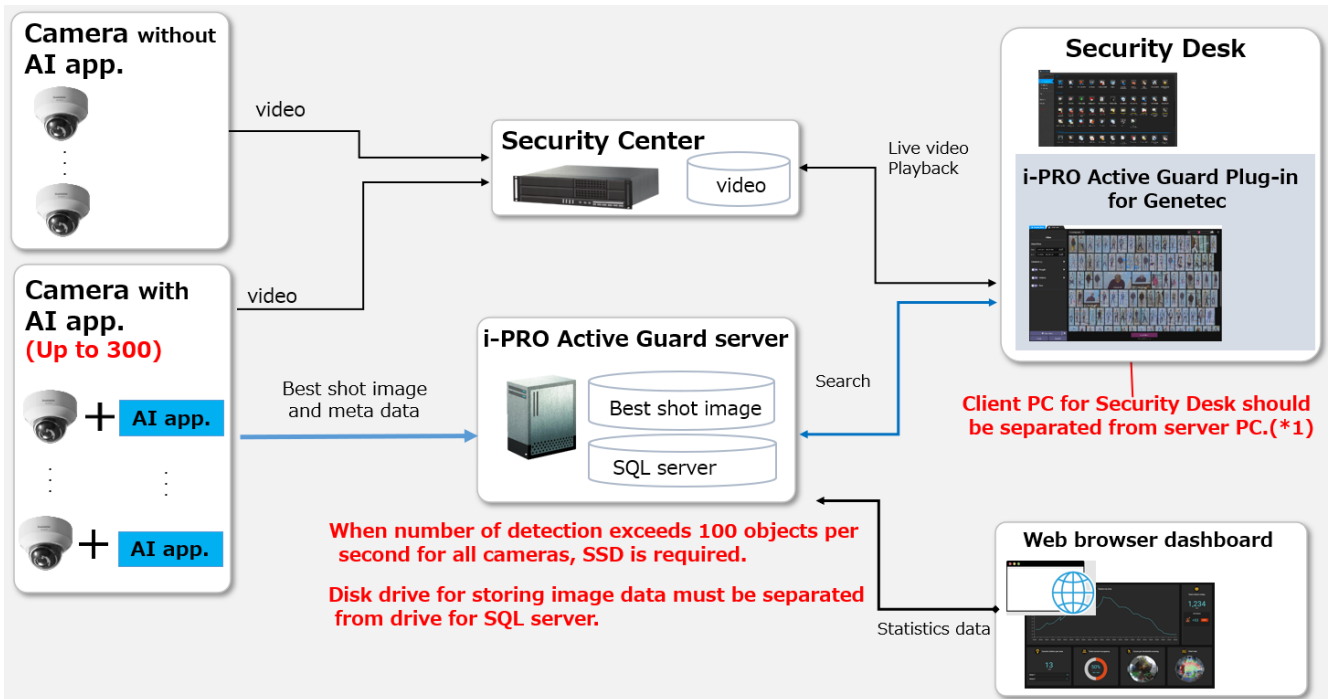 Camera without
AI app.
video
Camera with
AI app.
(Up to 300)
video
AI app.
AI app.
Best shot image
and meta data
Security Center
video
i-PRO Active Guard server
Best shot image
SQL server
When number of detection exceeds 100 objects per
second for all cameras, SSD is required.
Disk drive for storing image data must be separated
from drive for SQL server.
Live video
Playback
Search
Security Desk
i-PRO Active Guard Plug-in
for Genetec
Client PC for Security Desk should
be separated from server PC.(*1)
Statistics data
Web browser dashboard
1,234
13